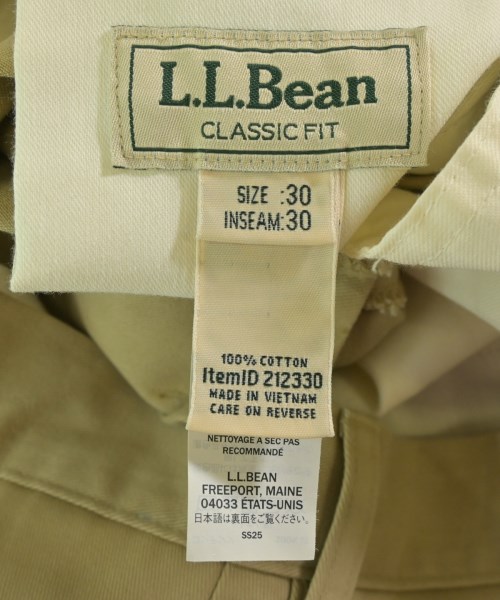 L.L.Bean
CLASSIC FIT
SIZE :30
INSEAM:30
100% COTTON
ItemID 212330
MADE IN VIETNAM
CARE ON REVERSE
NETTOYAGE A SEC PAS
RECOMMANDÉ
L.L.BEAN
FREEPORT, MAINE
04033 ÉTATS-UNIS
日本語は裏面をご覧ください。
SS25